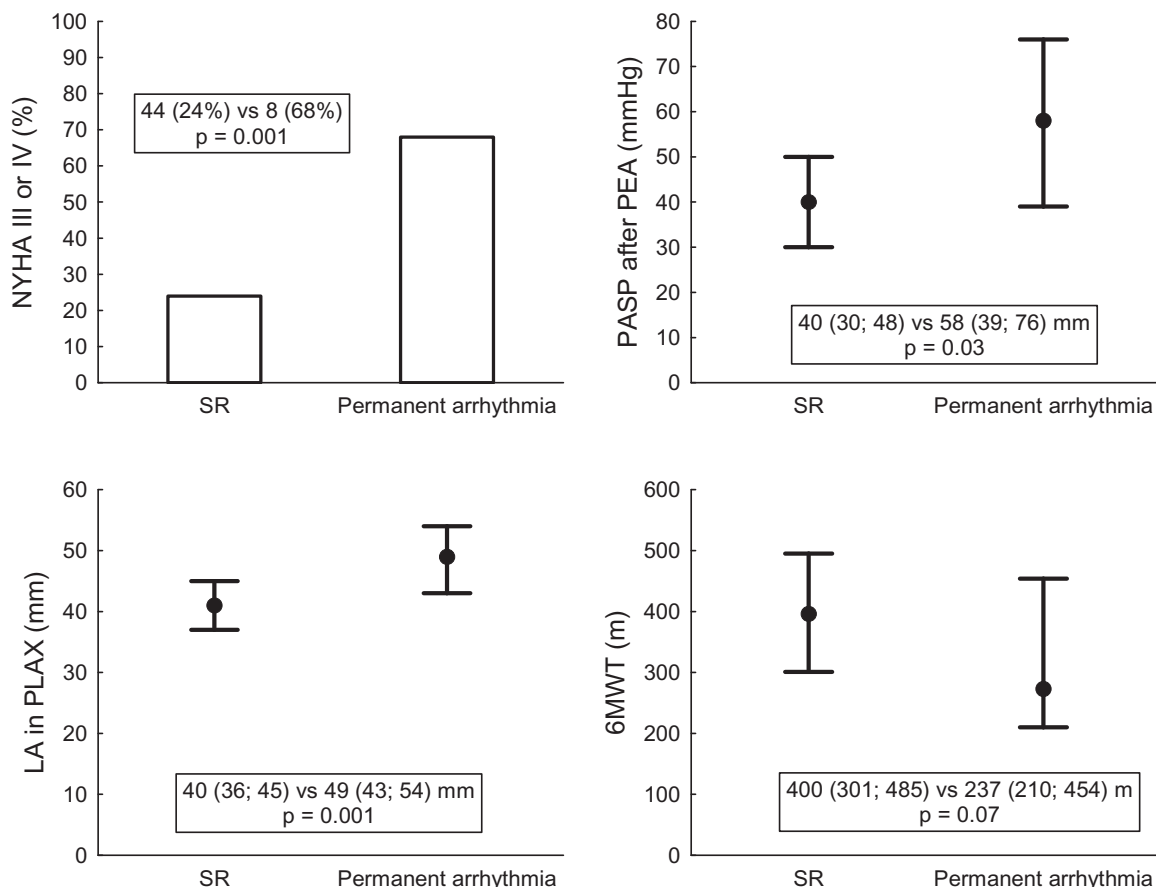 NYHA III or IV (%)
100
90
80
70
60
50
40
30
20
10
0
44 (24%) vs 8 (68%)
p = 0.001
SR
Permanent arrhythmia
PASP after PEA (mmHg)
80
70
60
50
40
30
20
10
0
40 (30; 48) vs 58 (39; 76) mm
p = 0.03
SR
Permanent arrhythmia
LA in PLAX (mm)
60
50
40
30
20
10
0
40 (36; 45) vs 49 (43; 54) mm
p = 0.001
SR
Permanent arrhythmia
6MWT (m)
600
500
400
300
200
100
0
400 (301; 485) vs 237 (210; 454) m
p = 0.07
SR
Permanent arrhythmia